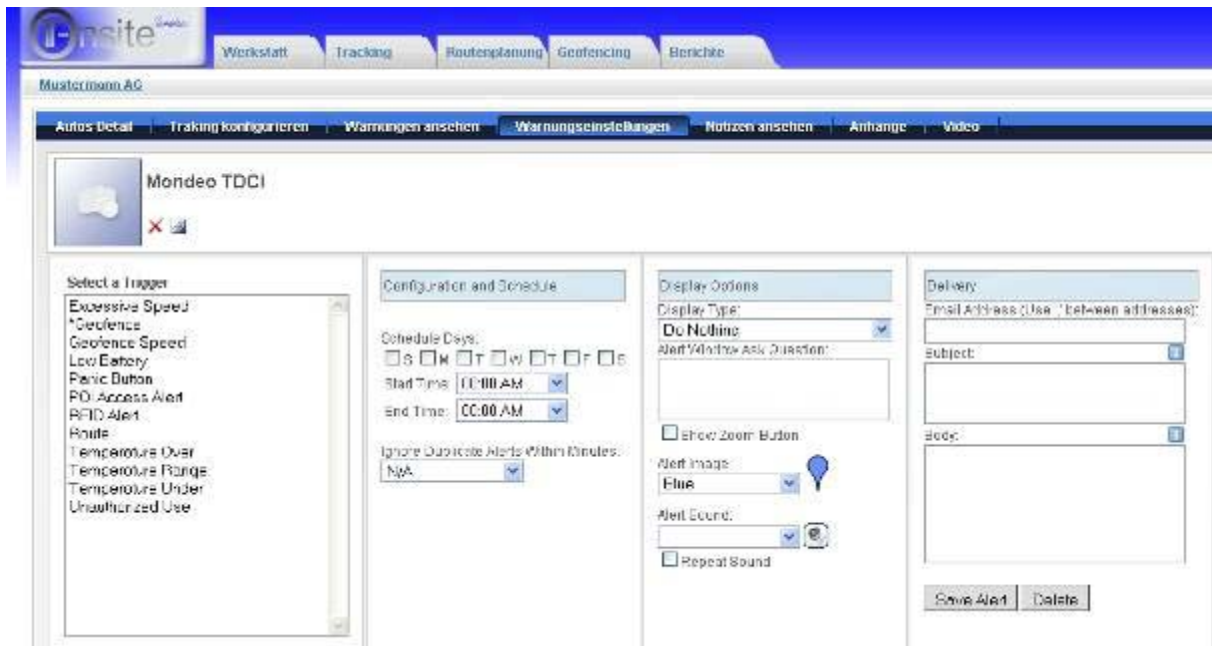 Werkstatt
Tracking
Routenplanung
Geofencing
Berichte
Mustermann AG
Autos Detail
Traking konfigurieren
Warnungen ansehen
Warnungseinstellungen
Notizen ansehen
Anhange
Video
Mondeo TDCI
Select a Trigger
Excessive Speed
*Geofence
Geofence Speed
Low Battery
Panic Button
POI Access Alert
RFID Alert
Route
Temperature Over
Temperature Range
Temperature Under
Unauthorized Use
Configuration and Schedule
Schedule Days:
S M T W T F S
Start Time: 00:00 AM
End Time: 00:00 AM
Ignore Duplicate Alerts Within Minutes:
N/A
Display Options
Display Type:
Do Nothing
Alert Window Ask Question:
Show Zoom Button
Alert Image:
Blue
Alert Sound:
Repeat Sound
Delivery
Email Address (Use ';' between addresses):
Subject:
Body:
Save Alert
Delete